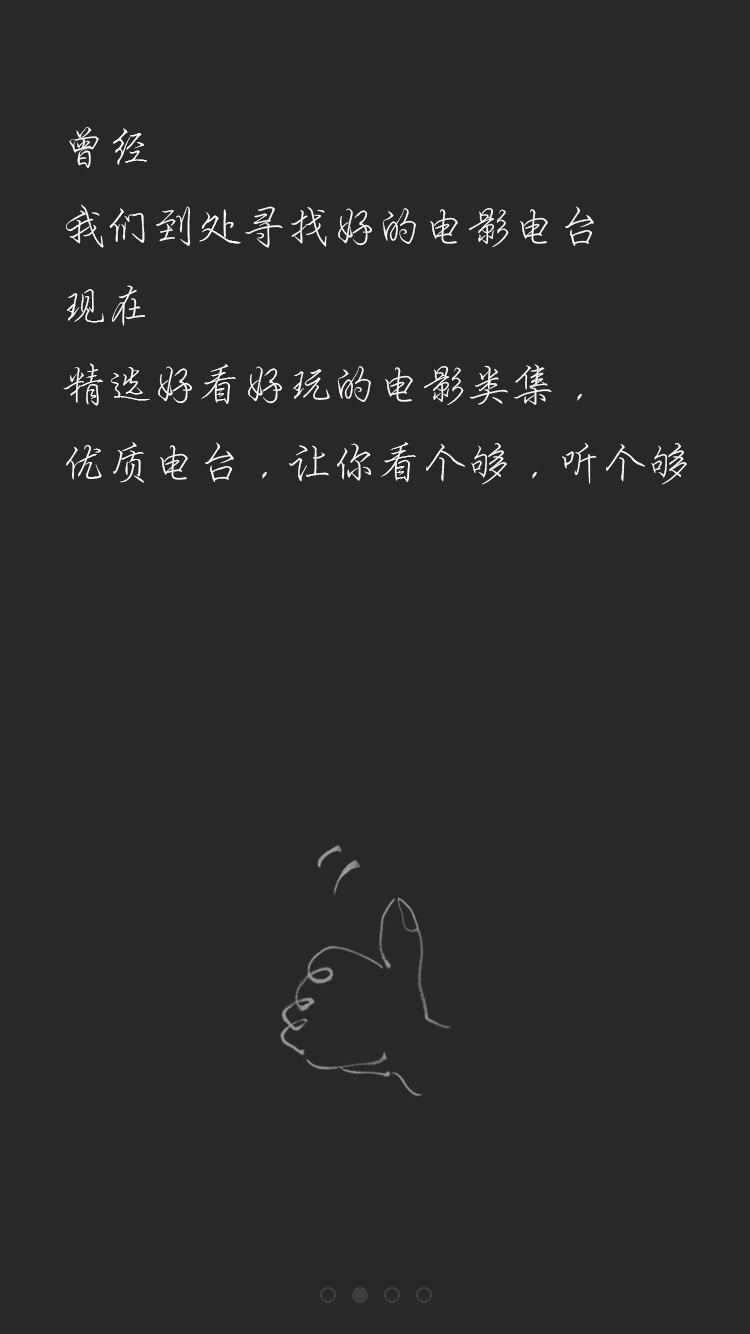 曾经
我们到处寻找好的电影电台
现在
精选好看好玩的电影类集，
优质电台，让你看个够，听个够